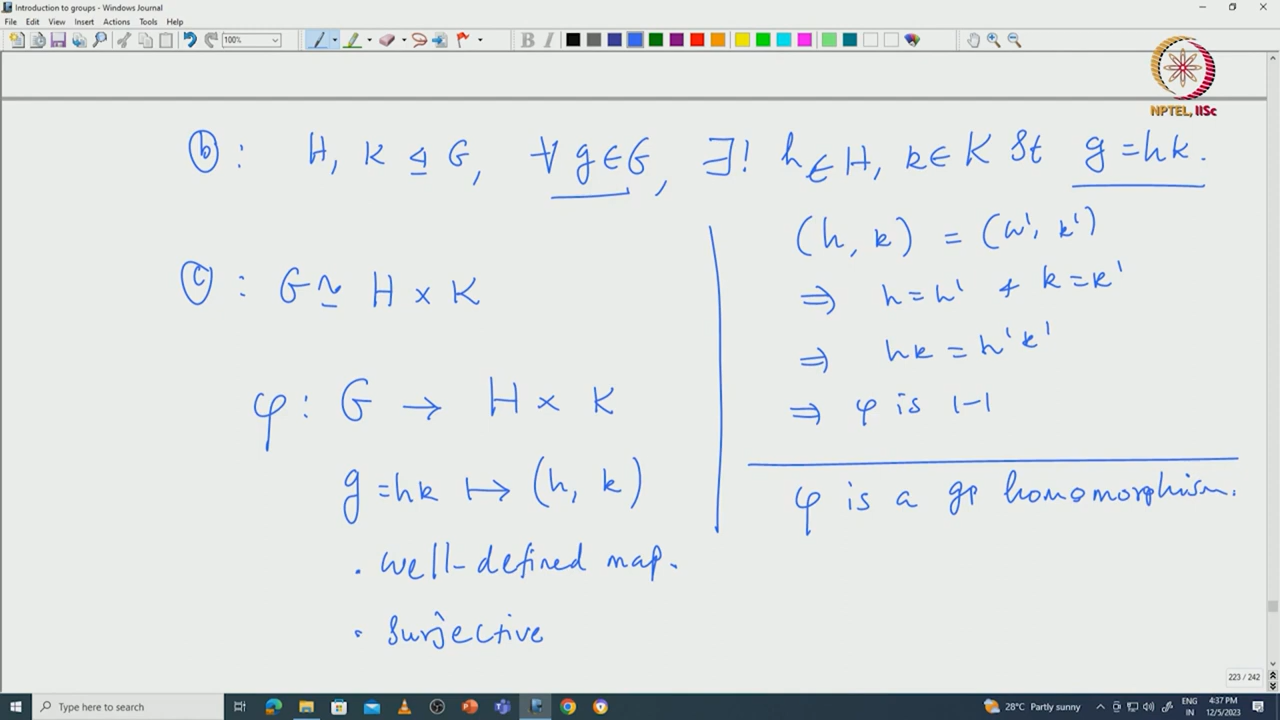 Introduction to groups - Windows Journal
File Edit View Insert Actions Tools Help
100%
B I
NPTEL, IISc
(b) : H, K ⊴ G, ∀ g ∈ G, ∃! h ∈ H, k ∈ K St g = hk.
(c) : G ≃ H × K
φ : G → H × K
g = hk ↦ (h, k)
. well-defined map.
. Surjective
(h, k) = (h', k')
⇒ h = h' & k = k'
⇒ hk = h'k'
⇒ φ is 1-1
φ is a gp homomorphism.
223 / 242
Type here to search
28°C Partly sunny
ENG
IN
4:37 PM
12/5/2023